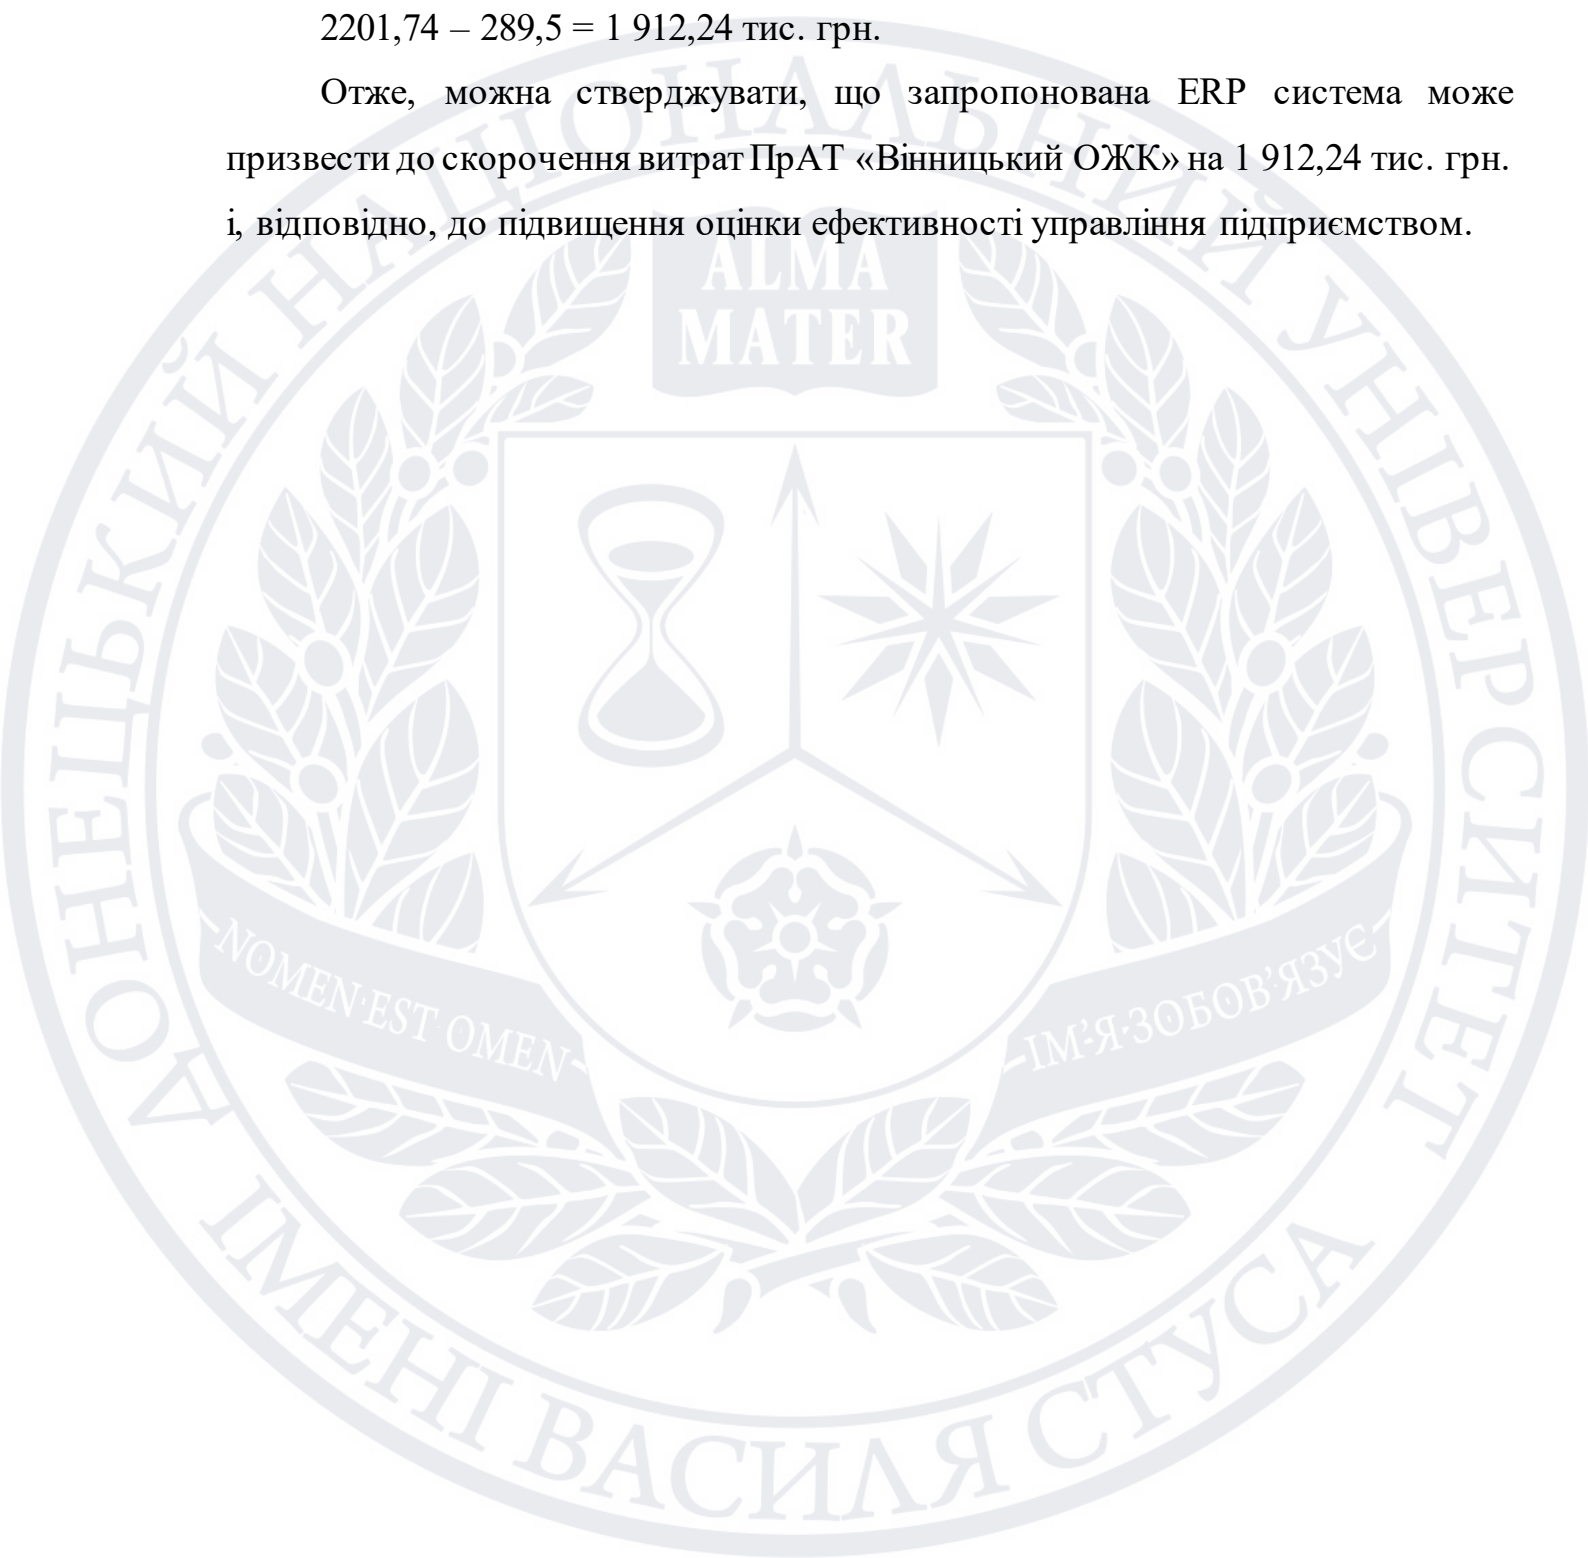 2201,74 – 289,5 = 1 912,24 тис. грн.
Отже, можна стверджувати, що запропонована ERP система може
призвести до скорочення витрат ПрАТ «Вінницький ОЖК» на 1 912,24 тис. грн.
і, відповідно, до підвищення оцінки ефективності управління підприємством.
ДОНЕЦЬКИЙ НАЦІОНАЛЬНИЙ УНІВЕРСИТЕТ
ALMA
MATER
NOMEN·EST·OMEN
ІМ'Я·ЗОБОВ'ЯЗУЄ
ІМЕНІ ВАСИЛЯ СТУСА